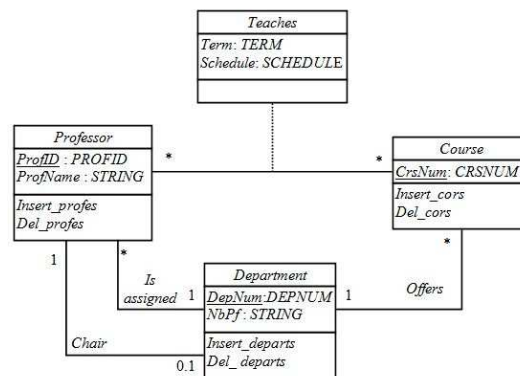 Teaches
Term: TERM
Schedule: SCHEDULE
Professor
ProfID : PROFID
ProfName : STRING
Insert_profes
Del_profes
*
*
Course
CrsNum: CRSNUM
Insert_cors
Del_cors
1
*
Is
assigned
1
Department
DepNum:DEPNUM
NbPf : STRING
Insert_departs
Del_ departs
1
Offers
*
Chair
0.1